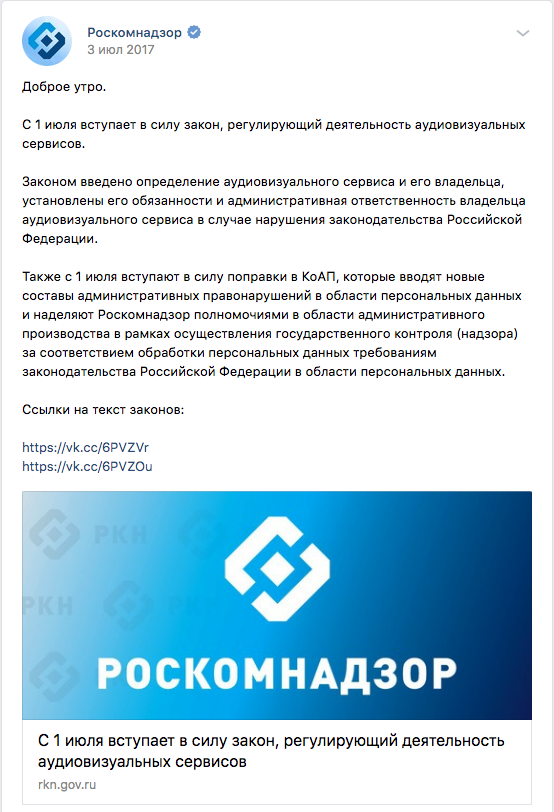 Роскомнадзор
3 июл 2017
Доброе утро.
С 1 июля вступает в силу закон, регулирующий деятельность аудиовизуальных
сервисов.
Законом введено определение аудиовизуального сервиса и его владельца,
установлены его обязанности и административная ответственность владельца
аудиовизуального сервиса в случае нарушения законодательства Российской
Федерации.
Также с 1 июля вступают в силу поправки в КоАП, которые вводят новые
составы административных правонарушений в области персональных данных
и наделяют Роскомнадзор полномочиями в области административного
производства в рамках осуществления государственного контроля (надзора)
за соответствием обработки персональных данных требованиям
законодательства Российской Федерации в области персональных данных.
Ссылки на текст законов:
https://vk.cc/6PVZVr
https://vk.cc/6PVZOu
РКН
РКН
РОСКОМНАДЗОР
С 1 июля вступает в силу закон, регулирующий деятельность
аудиовизуальных сервисов
rkn.gov.ru